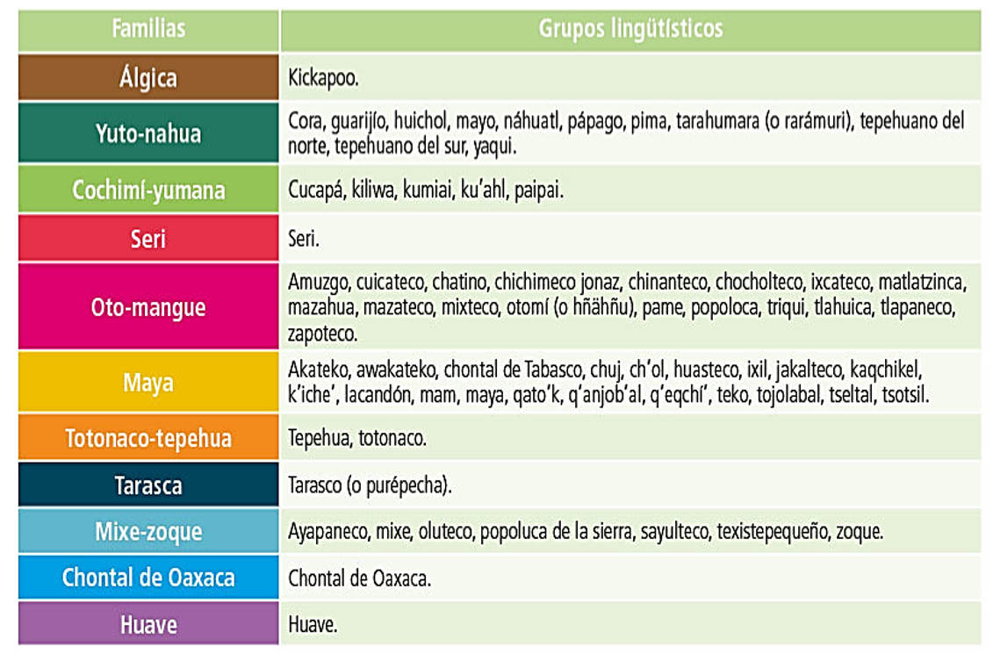 Familias
Grupos lingütísticos
Álgica
Kickapoo.
Yuto-nahua
Cora, guarijío, huichol, mayo, náhuatl, pápago, pima, tarahumara (o rarámuri), tepehuano del
norte, tepehuano del sur, yaqui.
Cochimí-yumana
Cucapá, kiliwa, kumiai, ku’ahl, paipai.
Seri
Seri.
Oto-mangue
Amuzgo, cuicateco, chatino, chichimeco jonaz, chinanteco, chocholteco, ixcateco, matlatzinca,
mazahua, mazateco, mixteco, otomí (o hñähñu), pame, popoloca, triqui, tlahuica, tlapaneco,
zapoteco.
Maya
Akateko, awakateko, chontal de Tabasco, chuj, ch’ol, huasteco, ixil, jakalteco, kaqchikel,
k’iche’, lacandón, mam, maya, qato’k, q’anjob’al, q’eqchí’, teko, tojolabal, tseltal, tsotsil.
Totonaco-tepehua
Tepehua, totonaco.
Tarasca
Tarasco (o purépecha).
Mixe-zoque
Ayapaneco, mixe, oluteco, popoluca de la sierra, sayulteco, texistepequeño, zoque.
Chontal de Oaxaca
Chontal de Oaxaca.
Huave
Huave.